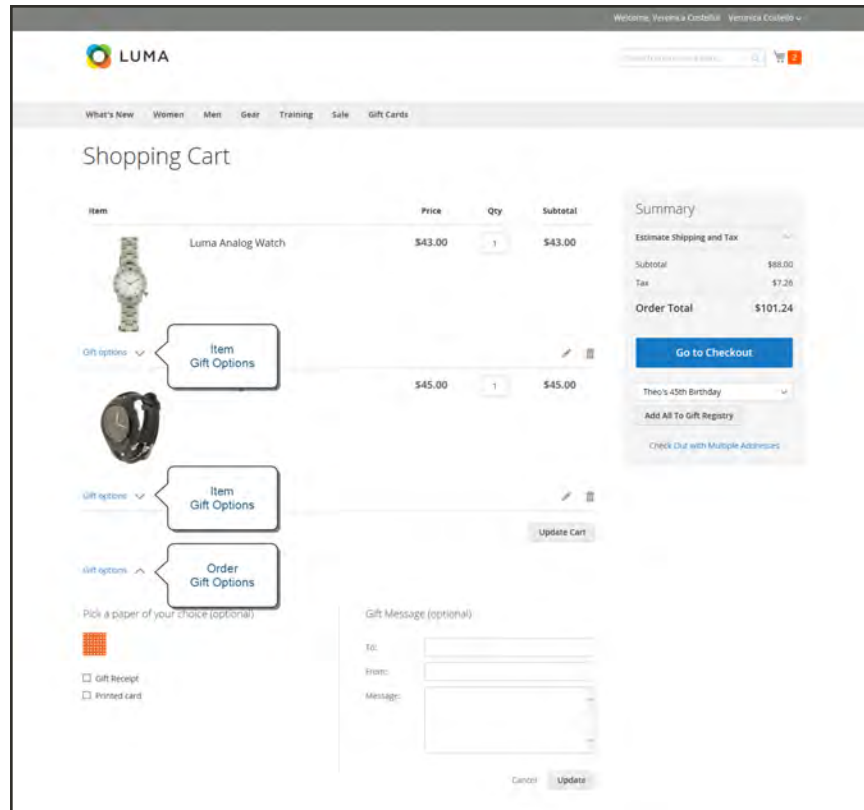 Welcome, Veronica Costello! Veronica Costello
LUMA
2
What's New Women Men Gear Training Sale Gift Cards
Shopping Cart
Item Price Qty Subtotal
Luma Analog Watch $43.00 1 $43.00
Gift options
Item
Gift Options
$45.00 1 $45.00
Gift options
Item
Gift Options
Update Cart
Gift options
Order
Gift Options
Pick a paper of your choice (optional)
Gift Receipt
Printed card
Gift Message (optional)
To:
From:
Message:
Cancel Update
Summary
Estimate Shipping and Tax
Subtotal $88.00
Tax $7.26
Order Total $101.24
Go to Checkout
Theo's 45th Birthday
Add All To Gift Registry
Check Out with Multiple Addresses